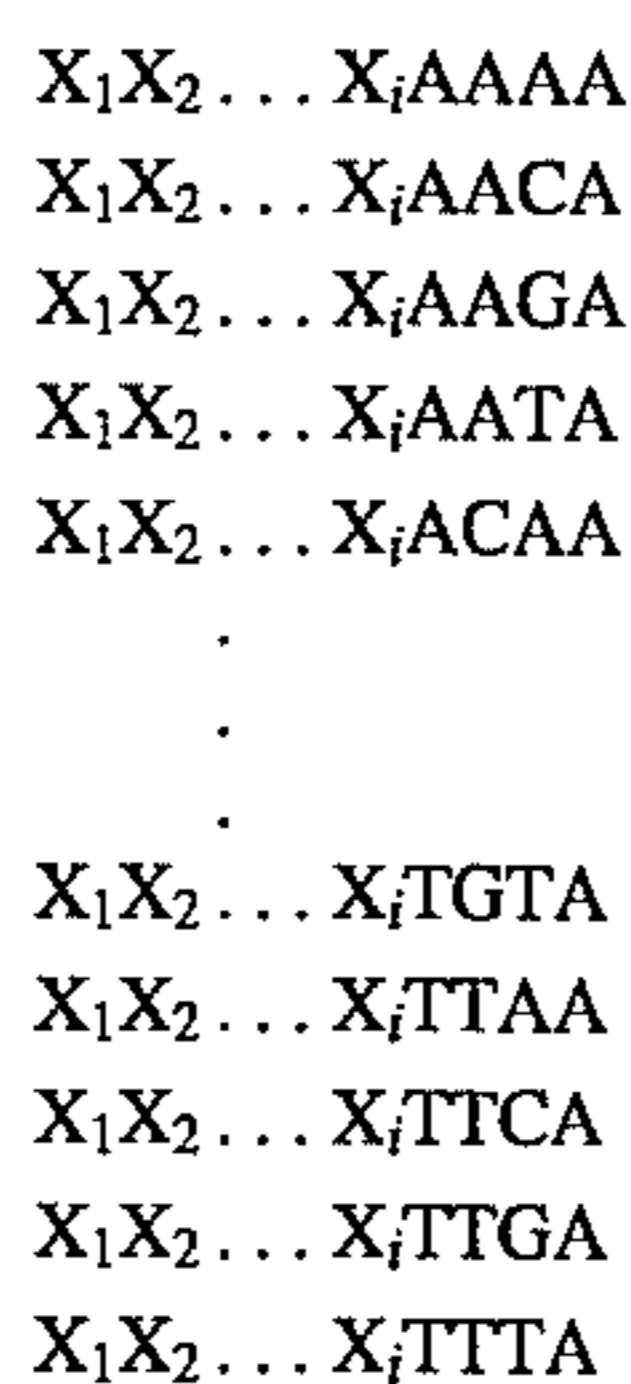 X₁X₂ . . . XᵢAAAA
X₁X₂ . . . XᵢAACA
X₁X₂ . . . XᵢAAGA
X₁X₂ . . . XᵢAATA
X₁X₂ . . . XᵢACAA
.
.
.
X₁X₂ . . . XᵢTGTA
X₁X₂ . . . XᵢTTAA
X₁X₂ . . . XᵢTTCA
X₁X₂ . . . XᵢTTGA
X₁X₂ . . . XᵢTTTA